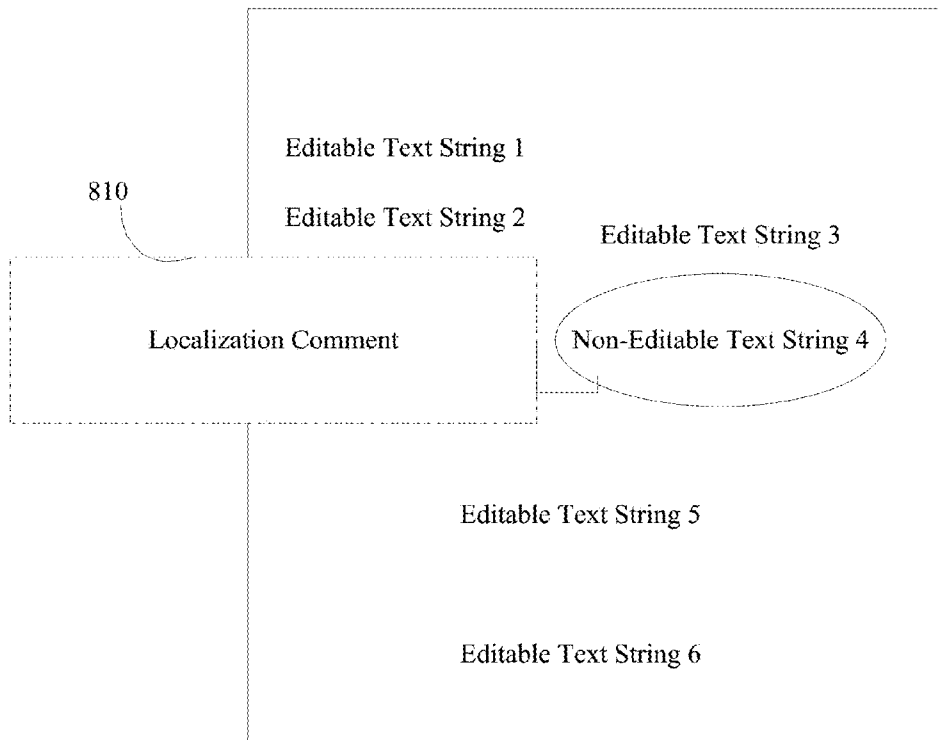 Editable Text String 1
810
Editable Text String 2
Editable Text String 3
Localization Comment
Non-Editable Text String 4
Editable Text String 5
Editable Text String 6